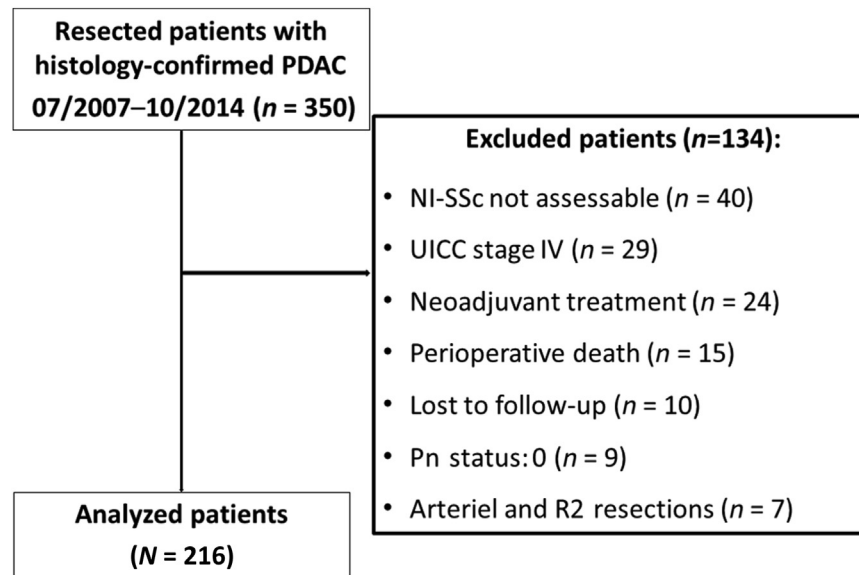 Resected patients with
histology-confirmed PDAC
07/2007–10/2014 (n = 350)
Excluded patients (n=134):
• NI-SSc not assessable (n = 40)
• UICC stage IV (n = 29)
• Neoadjuvant treatment (n = 24)
• Perioperative death (n = 15)
• Lost to follow-up (n = 10)
• Pn status: 0 (n = 9)
• Arteriel and R2 resections (n = 7)
Analyzed patients
(N = 216)